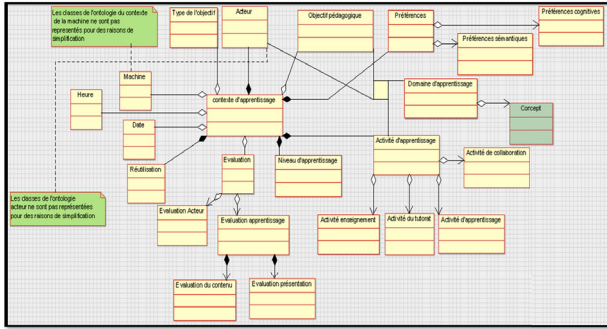 Les classes de l'ontologie du contexte
de la machine ne sont pas
représentés pour des raisons de
simplification
Type de l'objectif
Acteur
Objectif pédagogique
Préférences
Préférences cognitives
Préférences sémantiques
Machine
Heure
contexte d'apprentissage
Domaine d'apprentissage
Concept
Date
Activité d'apprentissage
Activité de collaboration
Réutilisation
Evaluation
Niveau d'apprentissage
Les classes de l'ontologie
acteur ne sont pas représentées
pour des raisons de simplification
Evaluation Acteur
Evaluation apprentissage
Activité enseignement
Activité du tutorat
Activité d'apprentissage
Evaluation du contenu
Evaluation présentation